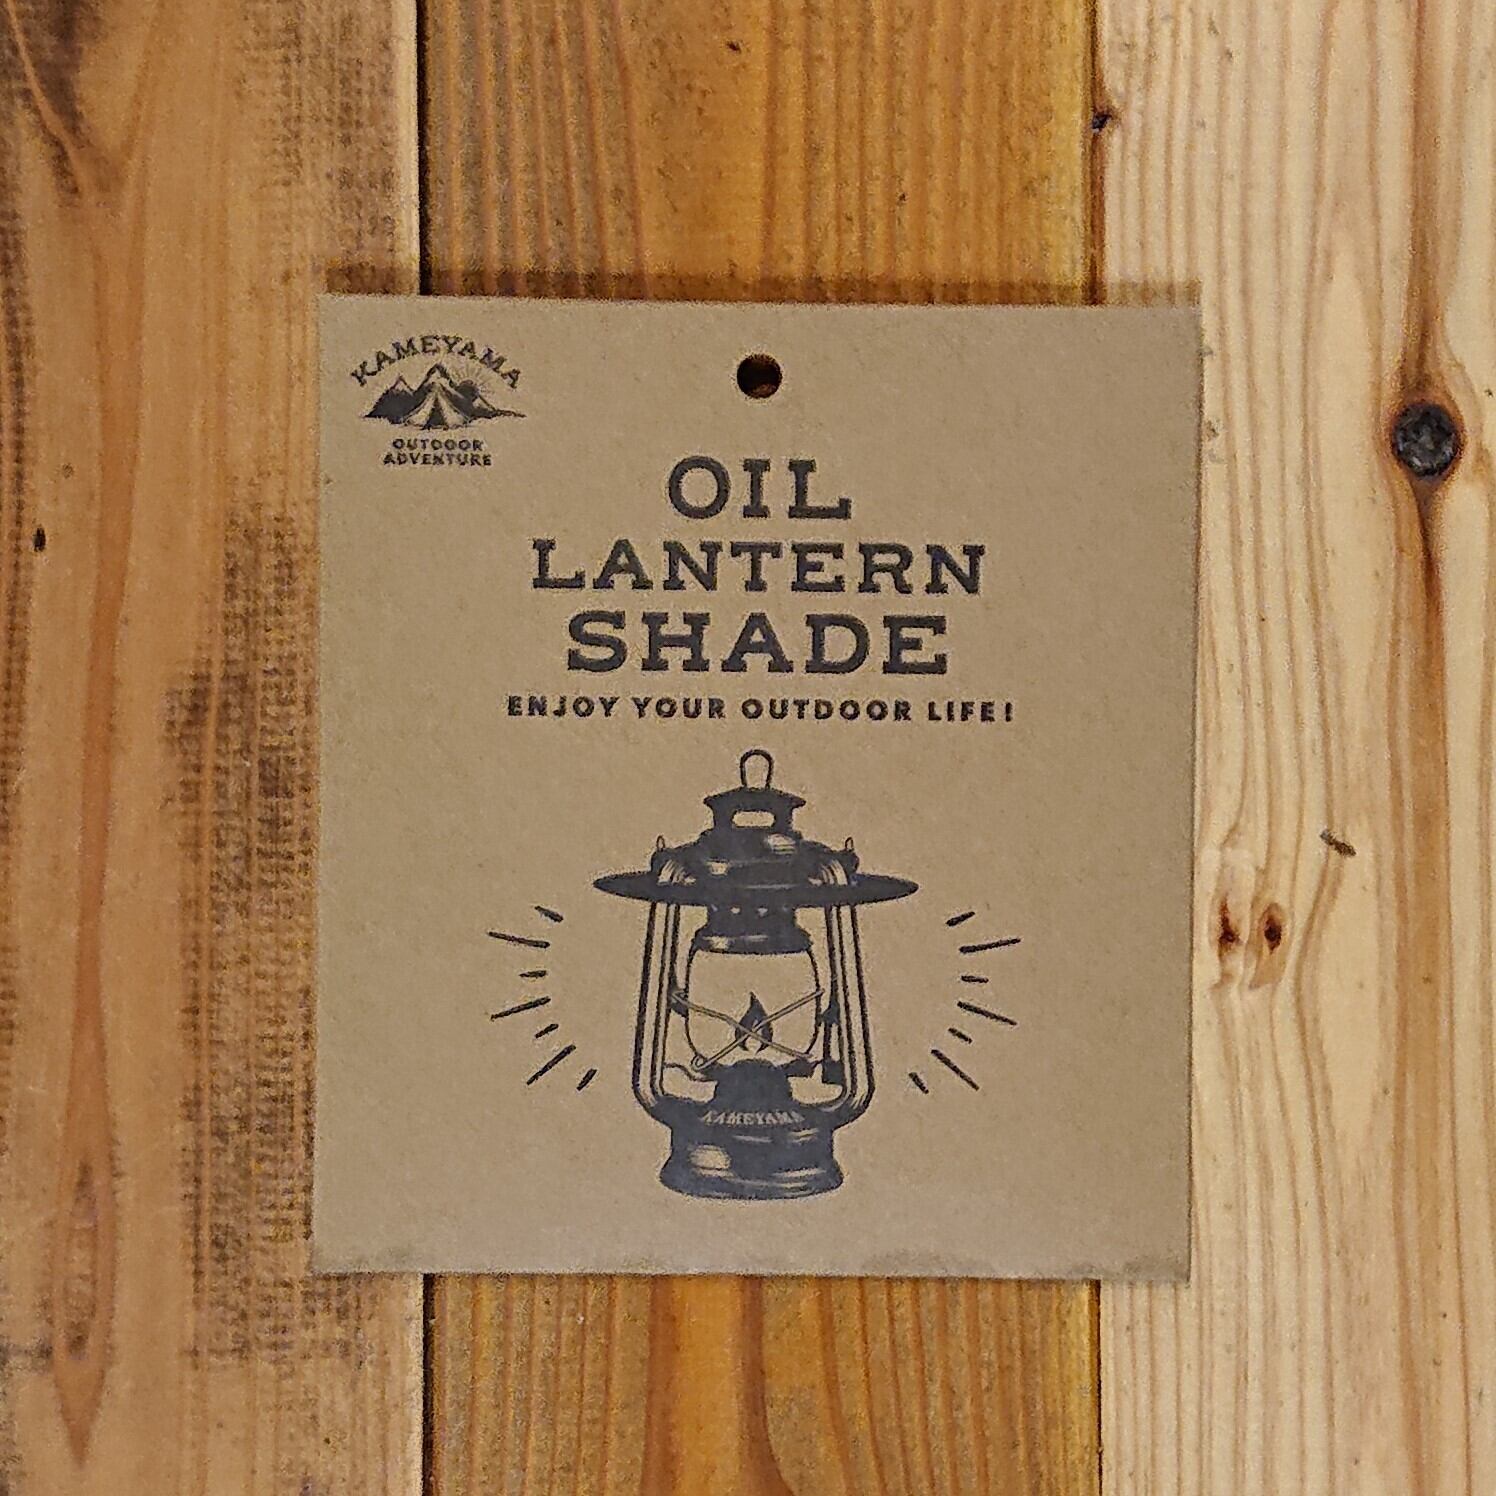 KAMEYAMA
OUTDOOR
ADVENTURE
OIL
LANTERN
SHADE
ENJOY YOUR OUTDOOR LIFE!
KAMEYAMA